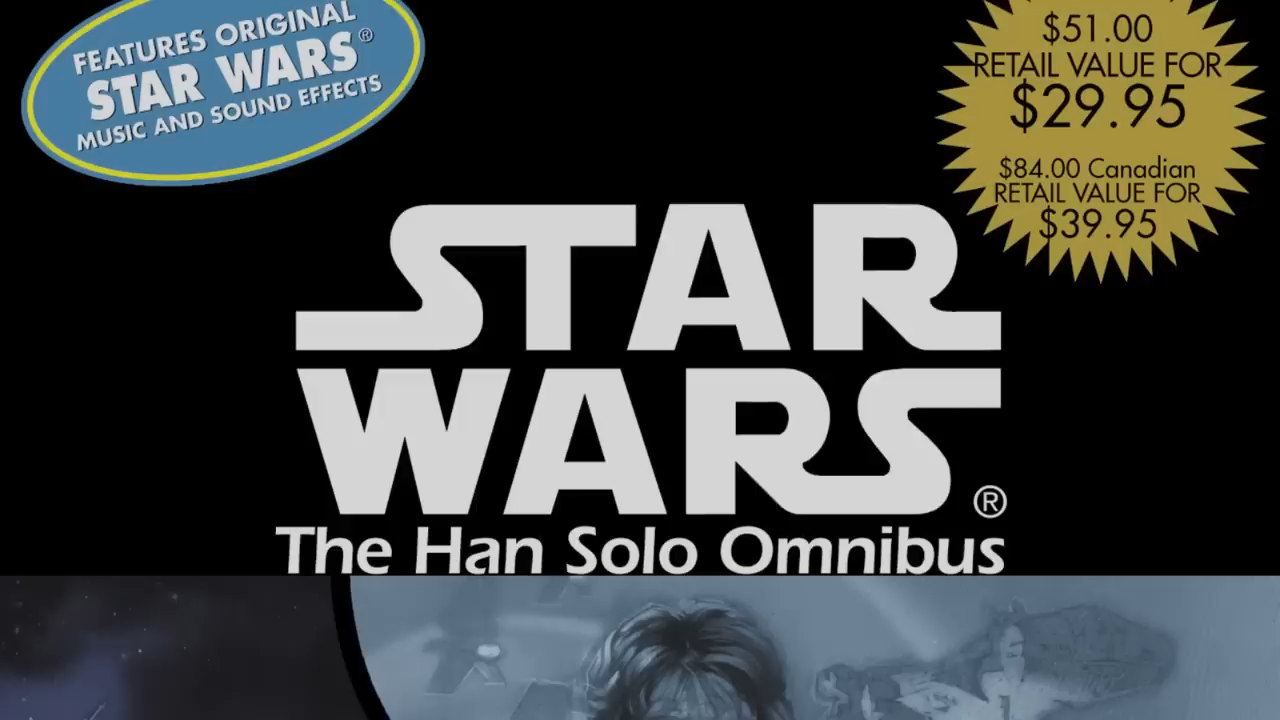 FEATURES ORIGINAL
STAR WARS®
MUSIC AND SOUND EFFECTS
$51.00
RETAIL VALUE FOR
$29.95
$84.00 Canadian
RETAIL VALUE FOR
$39.95
STAR
WARS®
The Han Solo Omnibus